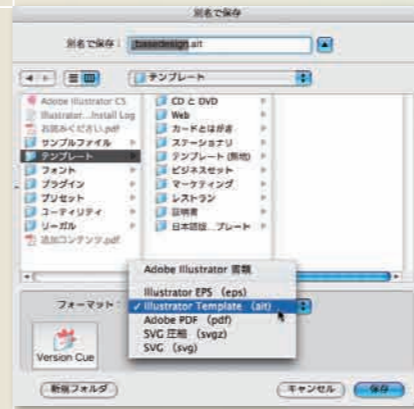 別名で保存
別名で保存： basedesign.ait
テンプレート
Adobe Illustrator CS
Illustrator...Install Log
お読みください.pdf
サンプルファイル
テンプレート
フォント
プラグイン
プリセット
ユーティリティ
リーガル
追加コンテンツ.pdf
CD と DVD
Web
カードとはがき
ステーショナリ
テンプレート (無地)
ビジネスセット
マーケティング
レストラン
証明書
日本語版...プレート
フォーマット：
Adobe Illustrator 書類
Illustrator EPS (eps)
✓ Illustrator Template (ait)
Adobe PDF (pdf)
SVG 圧縮 (svgz)
SVG (svg)
Version Cue
新規フォルダ
キャンセル
保存